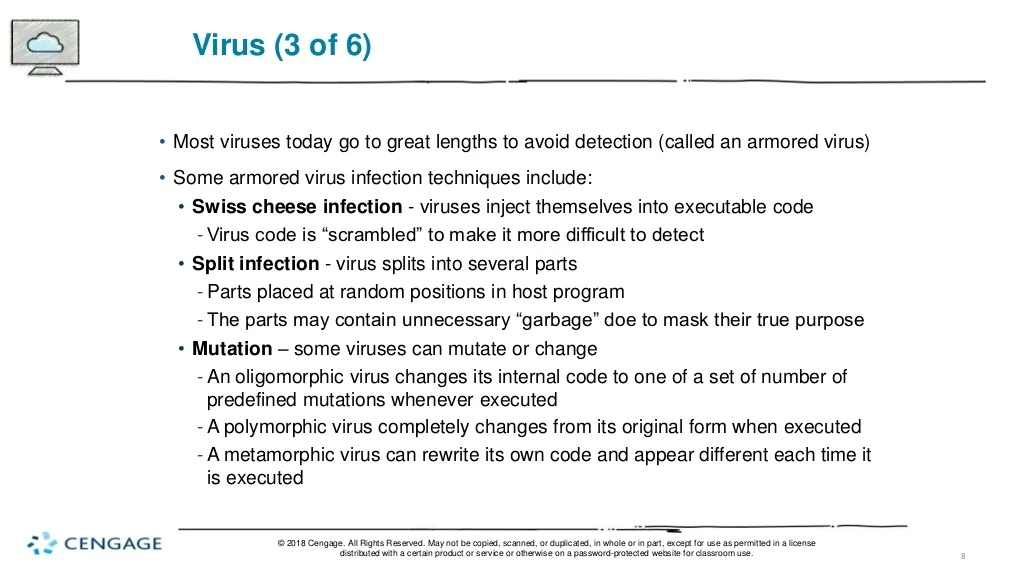 Virus (3 of 6)
• Most viruses today go to great lengths to avoid detection (called an armored virus)
• Some armored virus infection techniques include:
• Swiss cheese infection - viruses inject themselves into executable code
- Virus code is “scrambled” to make it more difficult to detect
• Split infection - virus splits into several parts
- Parts placed at random positions in host program
- The parts may contain unnecessary “garbage” doe to mask their true purpose
• Mutation – some viruses can mutate or change
- An oligomorphic virus changes its internal code to one of a set of number of
predefined mutations whenever executed
- A polymorphic virus completely changes from its original form when executed
- A metamorphic virus can rewrite its own code and appear different each time it
is executed
CENGAGE
© 2018 Cengage. All Rights Reserved. May not be copied, scanned, or duplicated, in whole or in part, except for use as permitted in a license
distributed with a certain product or service or otherwise on a password-protected website for classroom use.
8